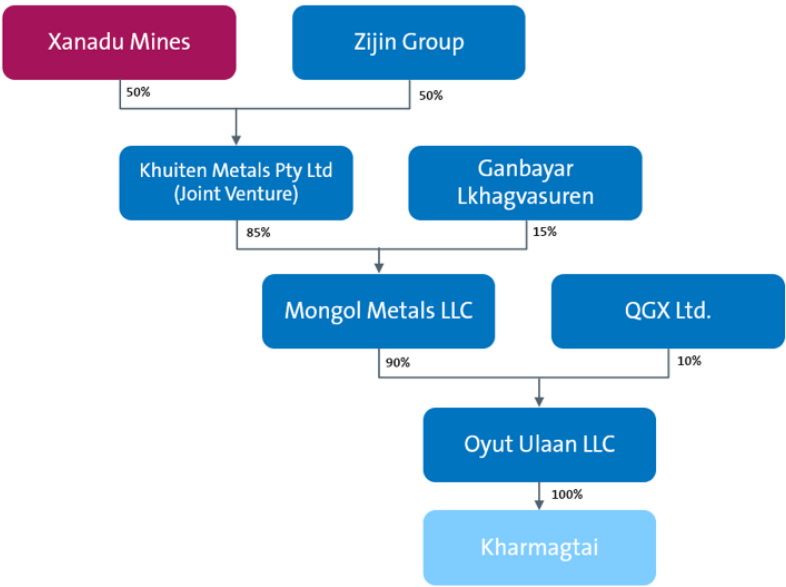 Xanadu Mines
Zijin Group
50%
50%
Khuiten Metals Pty Ltd
(Joint Venture)
Ganbayar
Lkhagvasuren
85%
15%
Mongol Metals LLC
QGX Ltd.
90%
10%
Oyut Ulaan LLC
100%
Kharmagtai